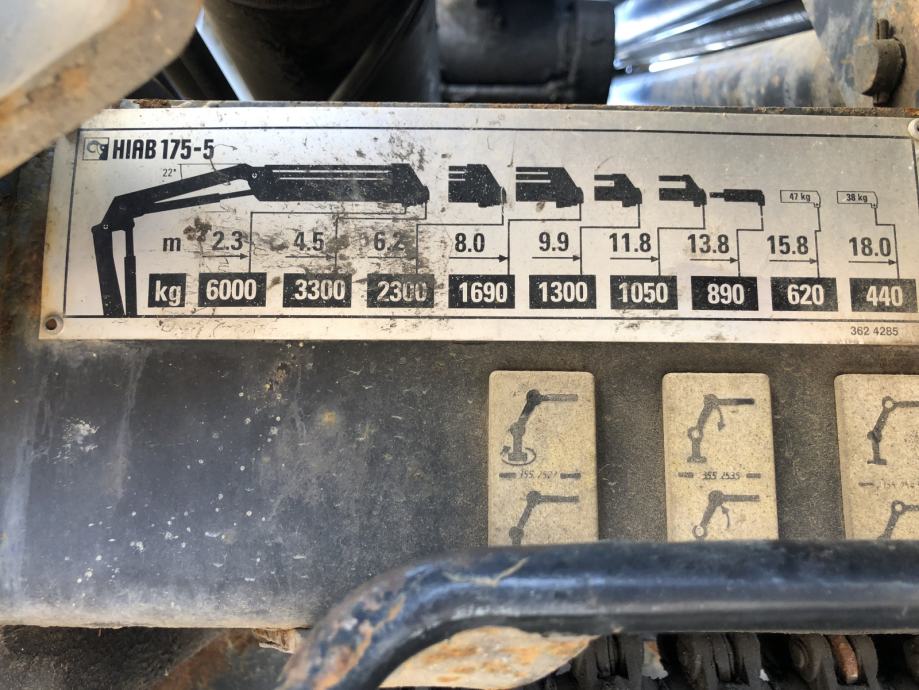 HIAB 175-5
22°
47 kg 38 kg
m 2.3 4.5 6.2 8.0 9.9 11.8 13.8 15.8 18.0
kg 6000 3300 2300 1690 1300 1050 890 620 440
362 4285
355 2535